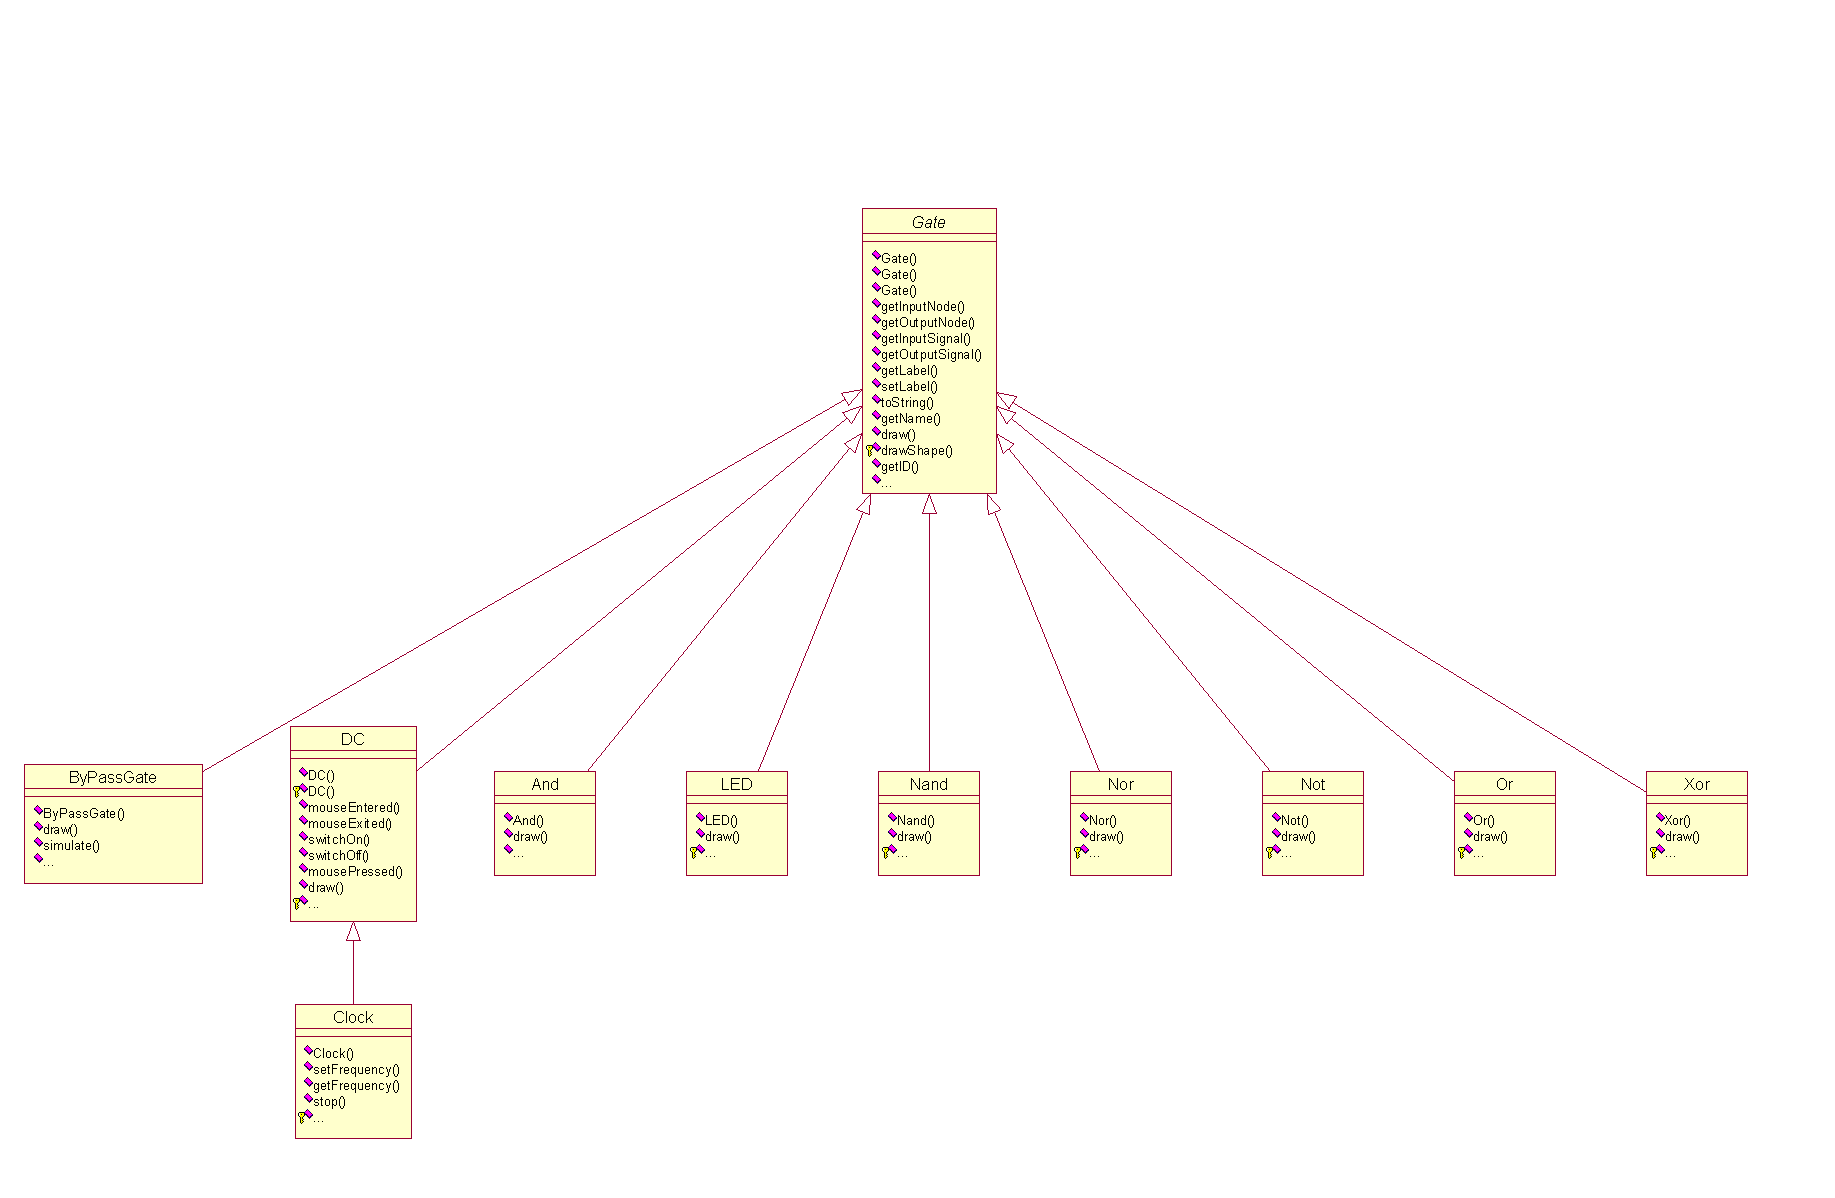 Gate
Gate()
Gate()
Gate()
getInputNode()
getOutputNode()
getInputSignal()
getOutputSignal()
getLabel()
setLabel()
toString()
getName()
draw()
drawShape()
getID()
...
ByPassGate
ByPassGate()
draw()
simulate()
...
DC
DC()
DC()
mouseEntered()
mouseExited()
switchOn()
switchOff()
mousePressed()
draw()
...
And
And()
draw()
...
LED
LED()
draw()
...
Nand
Nand()
draw()
...
Nor
Nor()
draw()
...
Not
Not()
draw()
...
Or
Or()
draw()
...
Xor
Xor()
draw()
...
Clock
Clock()
setFrequency()
getFrequency()
stop()
...